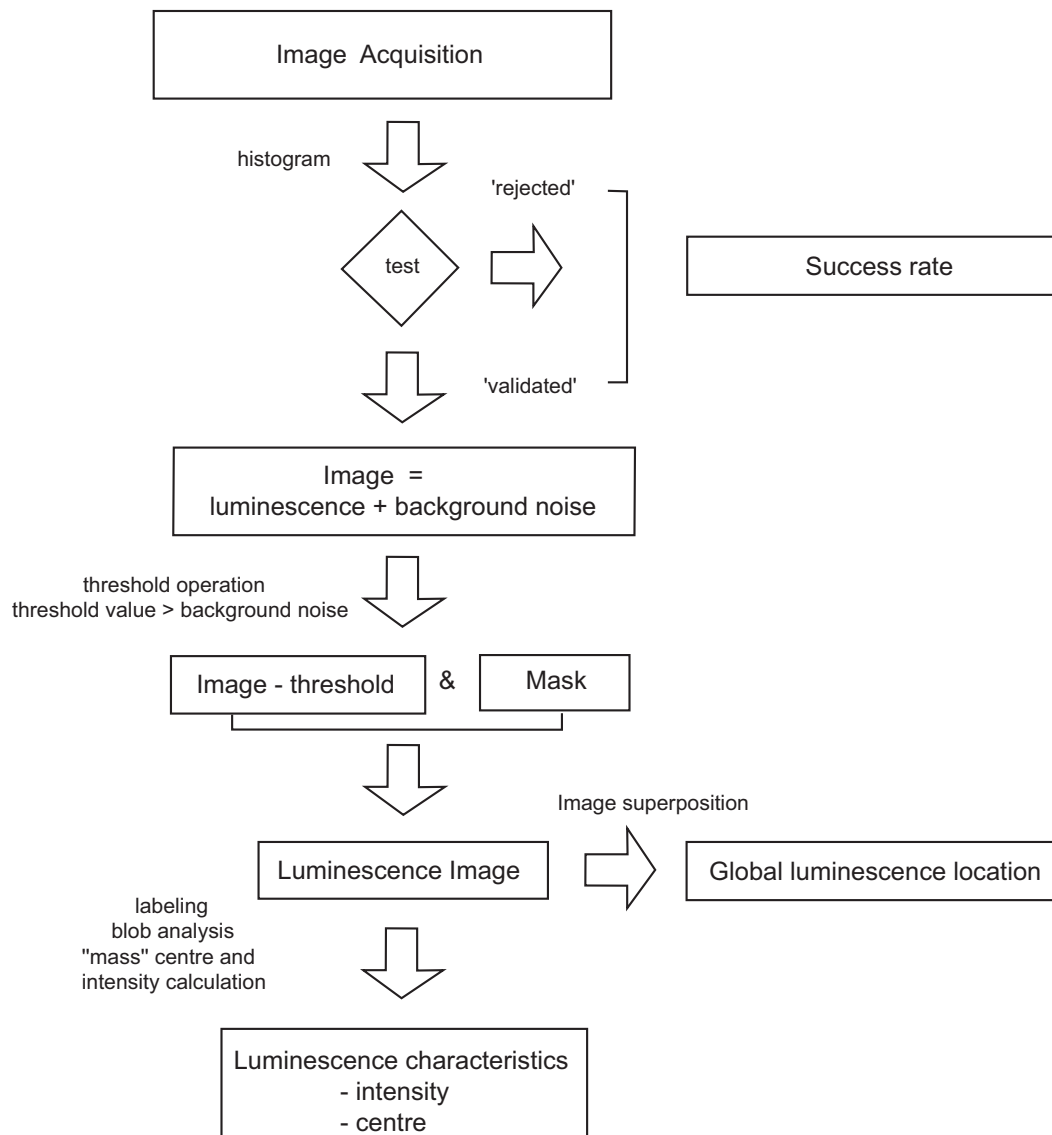 Image Acquisition
histogram
'rejected'
test
Success rate
'validated'
Image =
luminescence + background noise
threshold operation
threshold value > background noise
Image - threshold
&
Mask
Image superposition
Luminescence Image
Global luminescence location
labeling
blob analysis
"mass" centre and
intensity calculation
Luminescence characteristics
- intensity
- centre